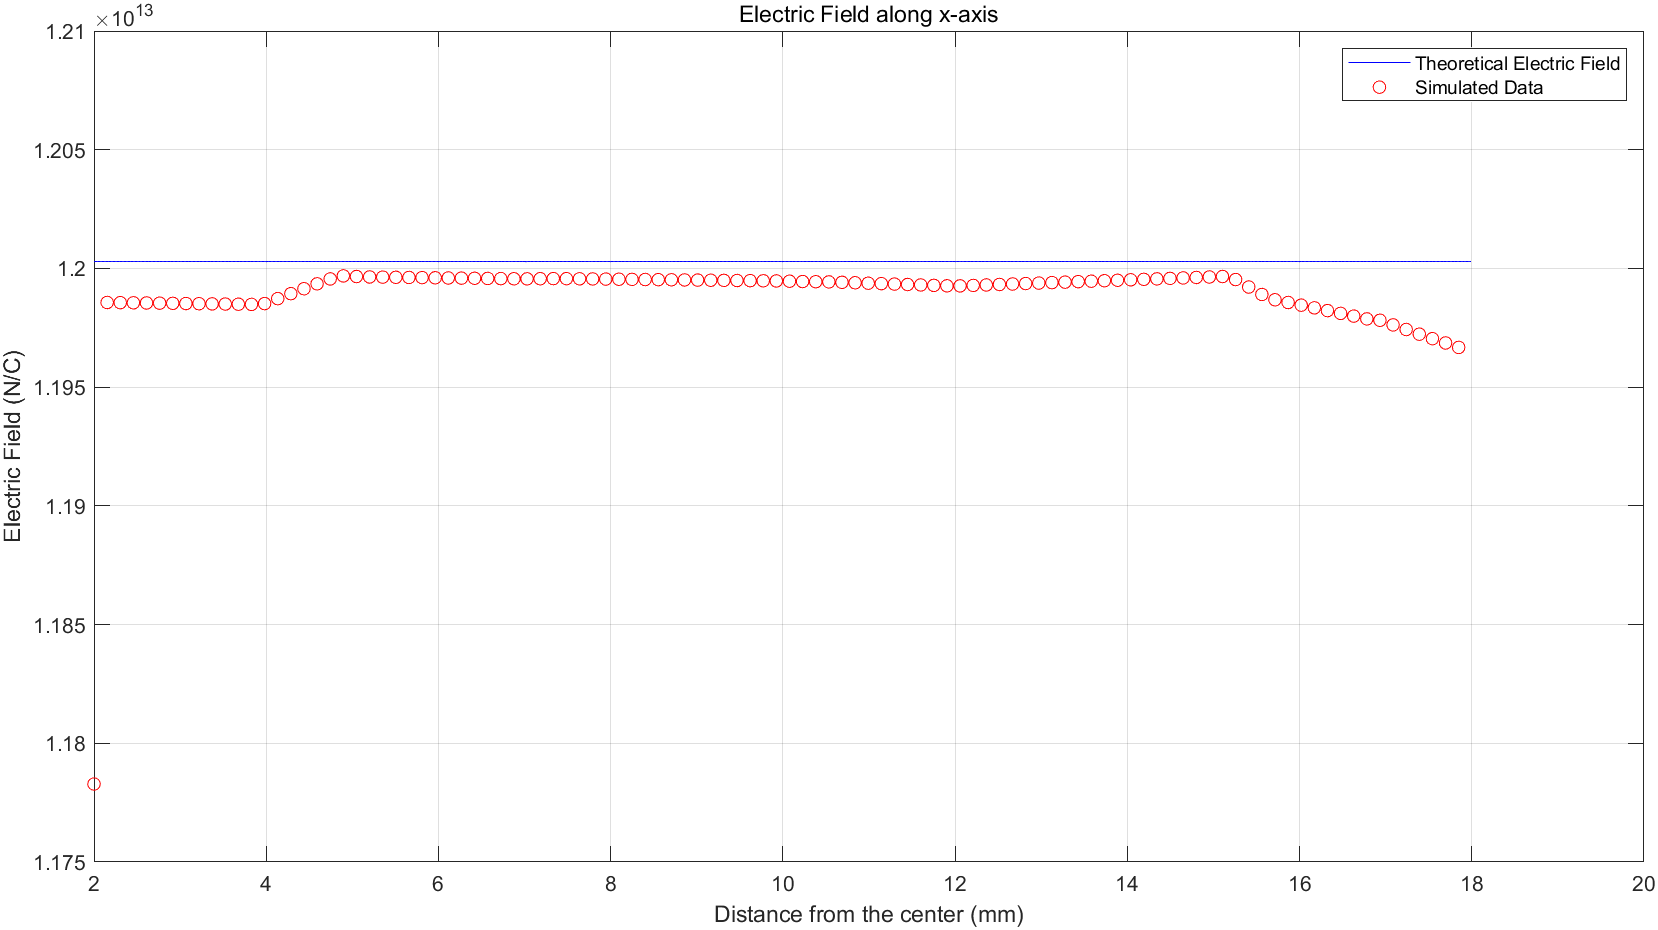 Electric Field along x-axis
×10^13
1.21
1.205
1.2
1.195
1.19
1.185
1.18
1.175
Electric Field (N/C)
2 4 6 8 10 12 14 16 18 20
Distance from the center (mm)
Theoretical Electric Field
Simulated Data